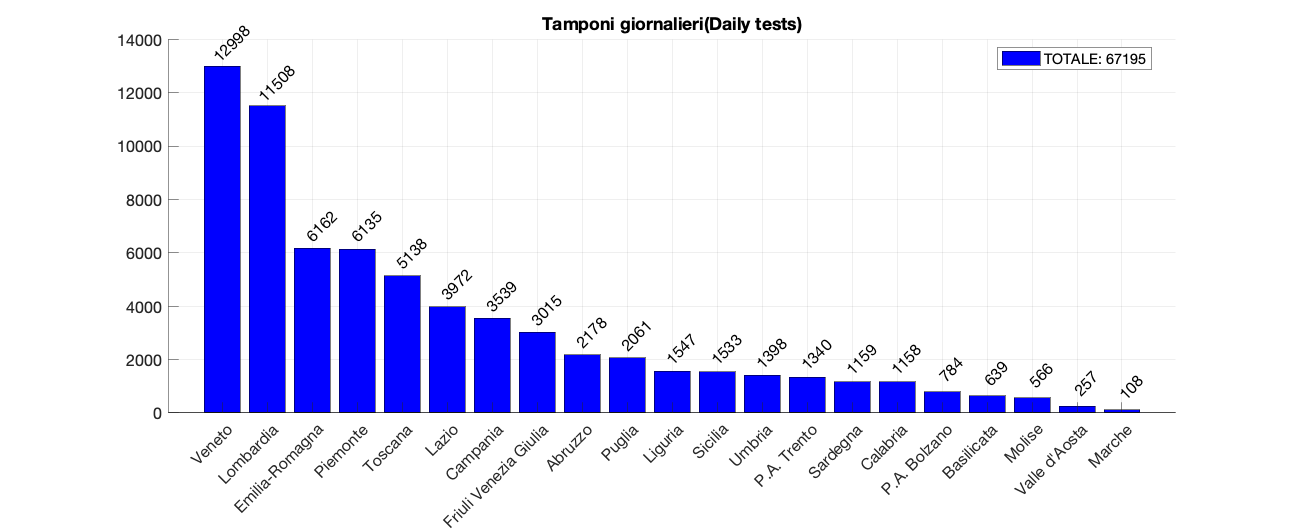 Tamponi giornalieri(Daily tests)
TOTALE: 67195
14000
12000
10000
8000
6000
4000
2000
0
12998
11508
6162
6135
5138
3972
3539
3015
2178
2061
1547
1533
1398
1340
1159
1158
784
639
566
257
108
Veneto
Lombardia
Emilia-Romagna
Piemonte
Toscana
Lazio
Campania
Friuli Venezia Giulia
Abruzzo
Puglia
Liguria
Sicilia
Umbria
P.A. Trento
Sardegna
Calabria
P.A. Bolzano
Basilicata
Molise
Valle d'Aosta
Marche